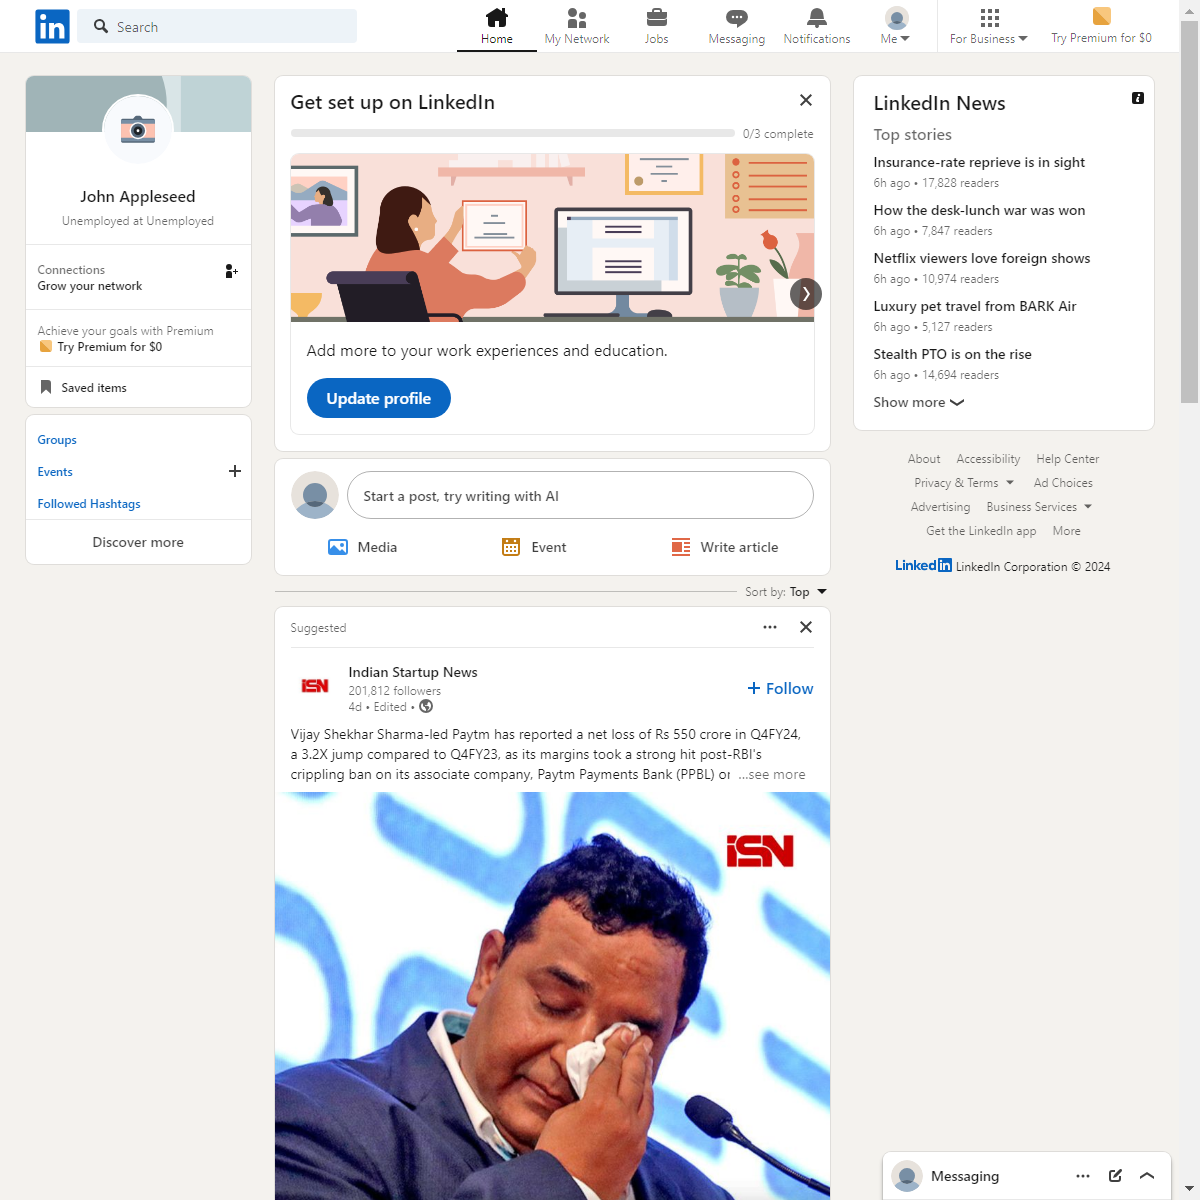 in
Search
Home
My Network
Jobs
Messaging
Notifications
Me
For Business
Try Premium for $0
John Appleseed
Unemployed at Unemployed
Connections
Grow your network
Achieve your goals with Premium
Try Premium for $0
Saved items
Groups
Events
Followed Hashtags
Discover more
Get set up on LinkedIn
0/3 complete
Add more to your work experiences and education.
Update profile
Start a post, try writing with AI
Media
Event
Write article
Sort by: Top
Suggested
iSN
Indian Startup News
201,812 followers
4d • Edited •
Follow
Vijay Shekhar Sharma-led Paytm has reported a net loss of Rs 550 crore in Q4FY24,
a 3.2X jump compared to Q4FY23, as its margins took a strong hit post-RBI's
crippling ban on its associate company, Paytm Payments Bank (PPBL) or …see more
iSN
LinkedIn News
Top stories
Insurance-rate reprieve is in sight
6h ago • 17,828 readers
How the desk-lunch war was won
6h ago • 7,847 readers
Netflix viewers love foreign shows
6h ago • 10,974 readers
Luxury pet travel from BARK Air
6h ago • 5,127 readers
Stealth PTO is on the rise
6h ago • 14,694 readers
Show more
About Accessibility Help Center
Privacy & Terms Ad Choices
Advertising Business Services
Get the LinkedIn app More
LinkedIn LinkedIn Corporation © 2024
Messaging